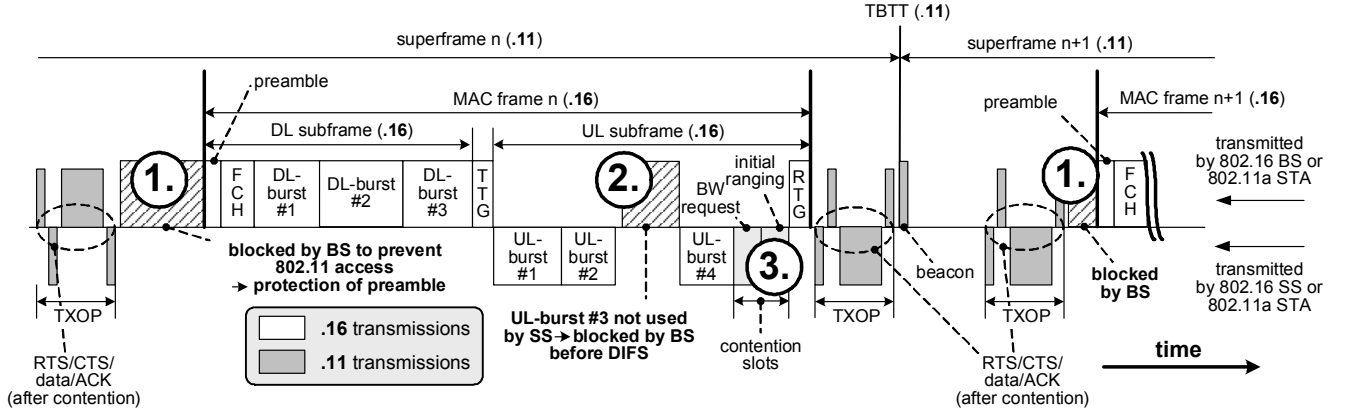 TBTT (.11)
superframe n (.11)
superframe n+1 (.11)
preamble
MAC frame n (.16)
preamble
MAC frame n+1 (.16)
DL subframe (.16)
UL subframe (.16)
1.
F
C
H
DL-
burst
#1
DL-burst
#2
DL-
burst
#3
T
T
G
2.
BW
request
initial
ranging
R
T
G
1.
F
C
H
transmitted
by 802.16 BS or
802.11a STA
blocked by BS to prevent
802.11 access
→ protection of preamble
UL-
burst
#1
UL-
burst
#2
UL-
burst
#4
3.
beacon
blocked
by BS
transmitted
by 802.16 SS or
802.11a STA
TXOP
.16 transmissions
.11 transmissions
UL-burst #3 not used
by SS→blocked by BS
before DIFS
contention
slots
TXOP
TXOP
RTS/CTS/
data/ACK
(after contention)
RTS/CTS/
data/ACK
(after contention)
time